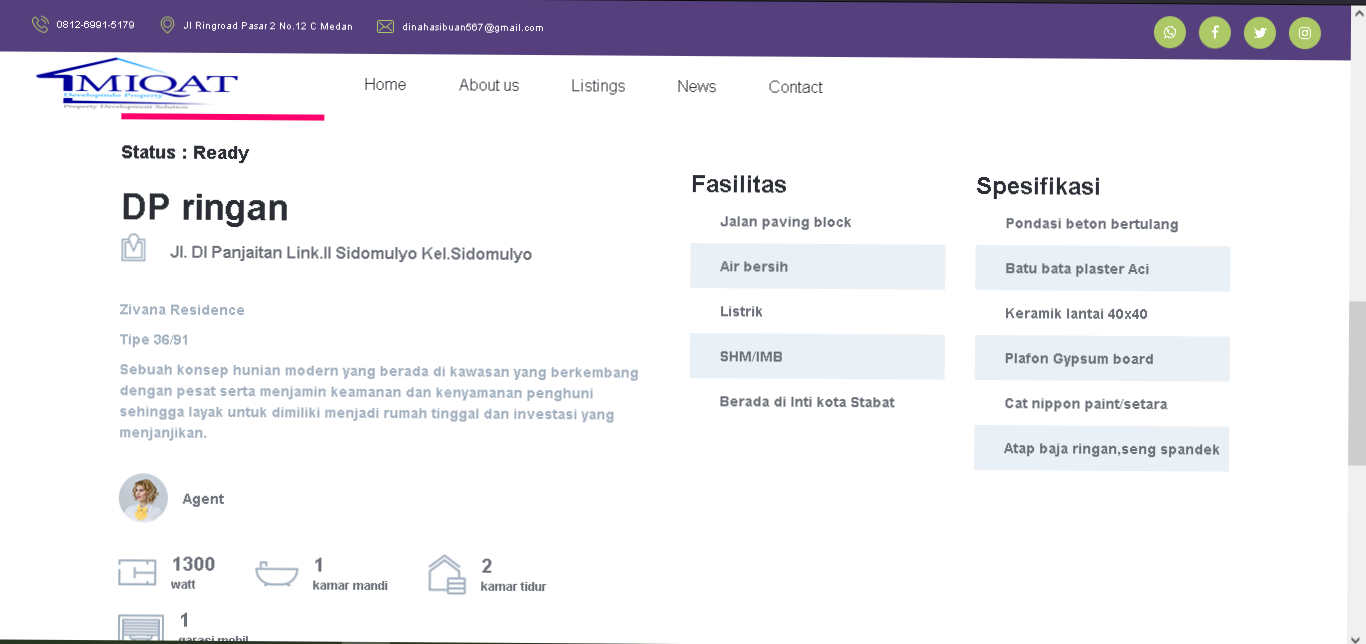 0812-6991-5179
Jl Ringroad Pasar 2 No.12 C Medan
dinahasibuan567@gmail.com
MIQAT
Developindo Property
Property Development Solution
Home
About us
Listings
News
Contact
Status : Ready
DP ringan
Jl. DI Panjaitan Link.II Sidomulyo Kel.Sidomulyo
Zivana Residence
Tipe 36/91
Sebuah konsep hunian modern yang berada di kawasan yang berkembang
dengan pesat serta menjamin keamanan dan kenyamanan penghuni
sehingga layak untuk dimiliki menjadi rumah tinggal dan investasi yang
menjanjikan.
Agent
1300
watt
1
kamar mandi
2
kamar tidur
1
garasi mobil
Fasilitas
Jalan paving block
Air bersih
Listrik
SHM/IMB
Berada di Inti kota Stabat
Spesifikasi
Pondasi beton bertulang
Batu bata plaster Aci
Keramik lantai 40x40
Plafon Gypsum board
Cat nippon paint/setara
Atap baja ringan,seng spandek